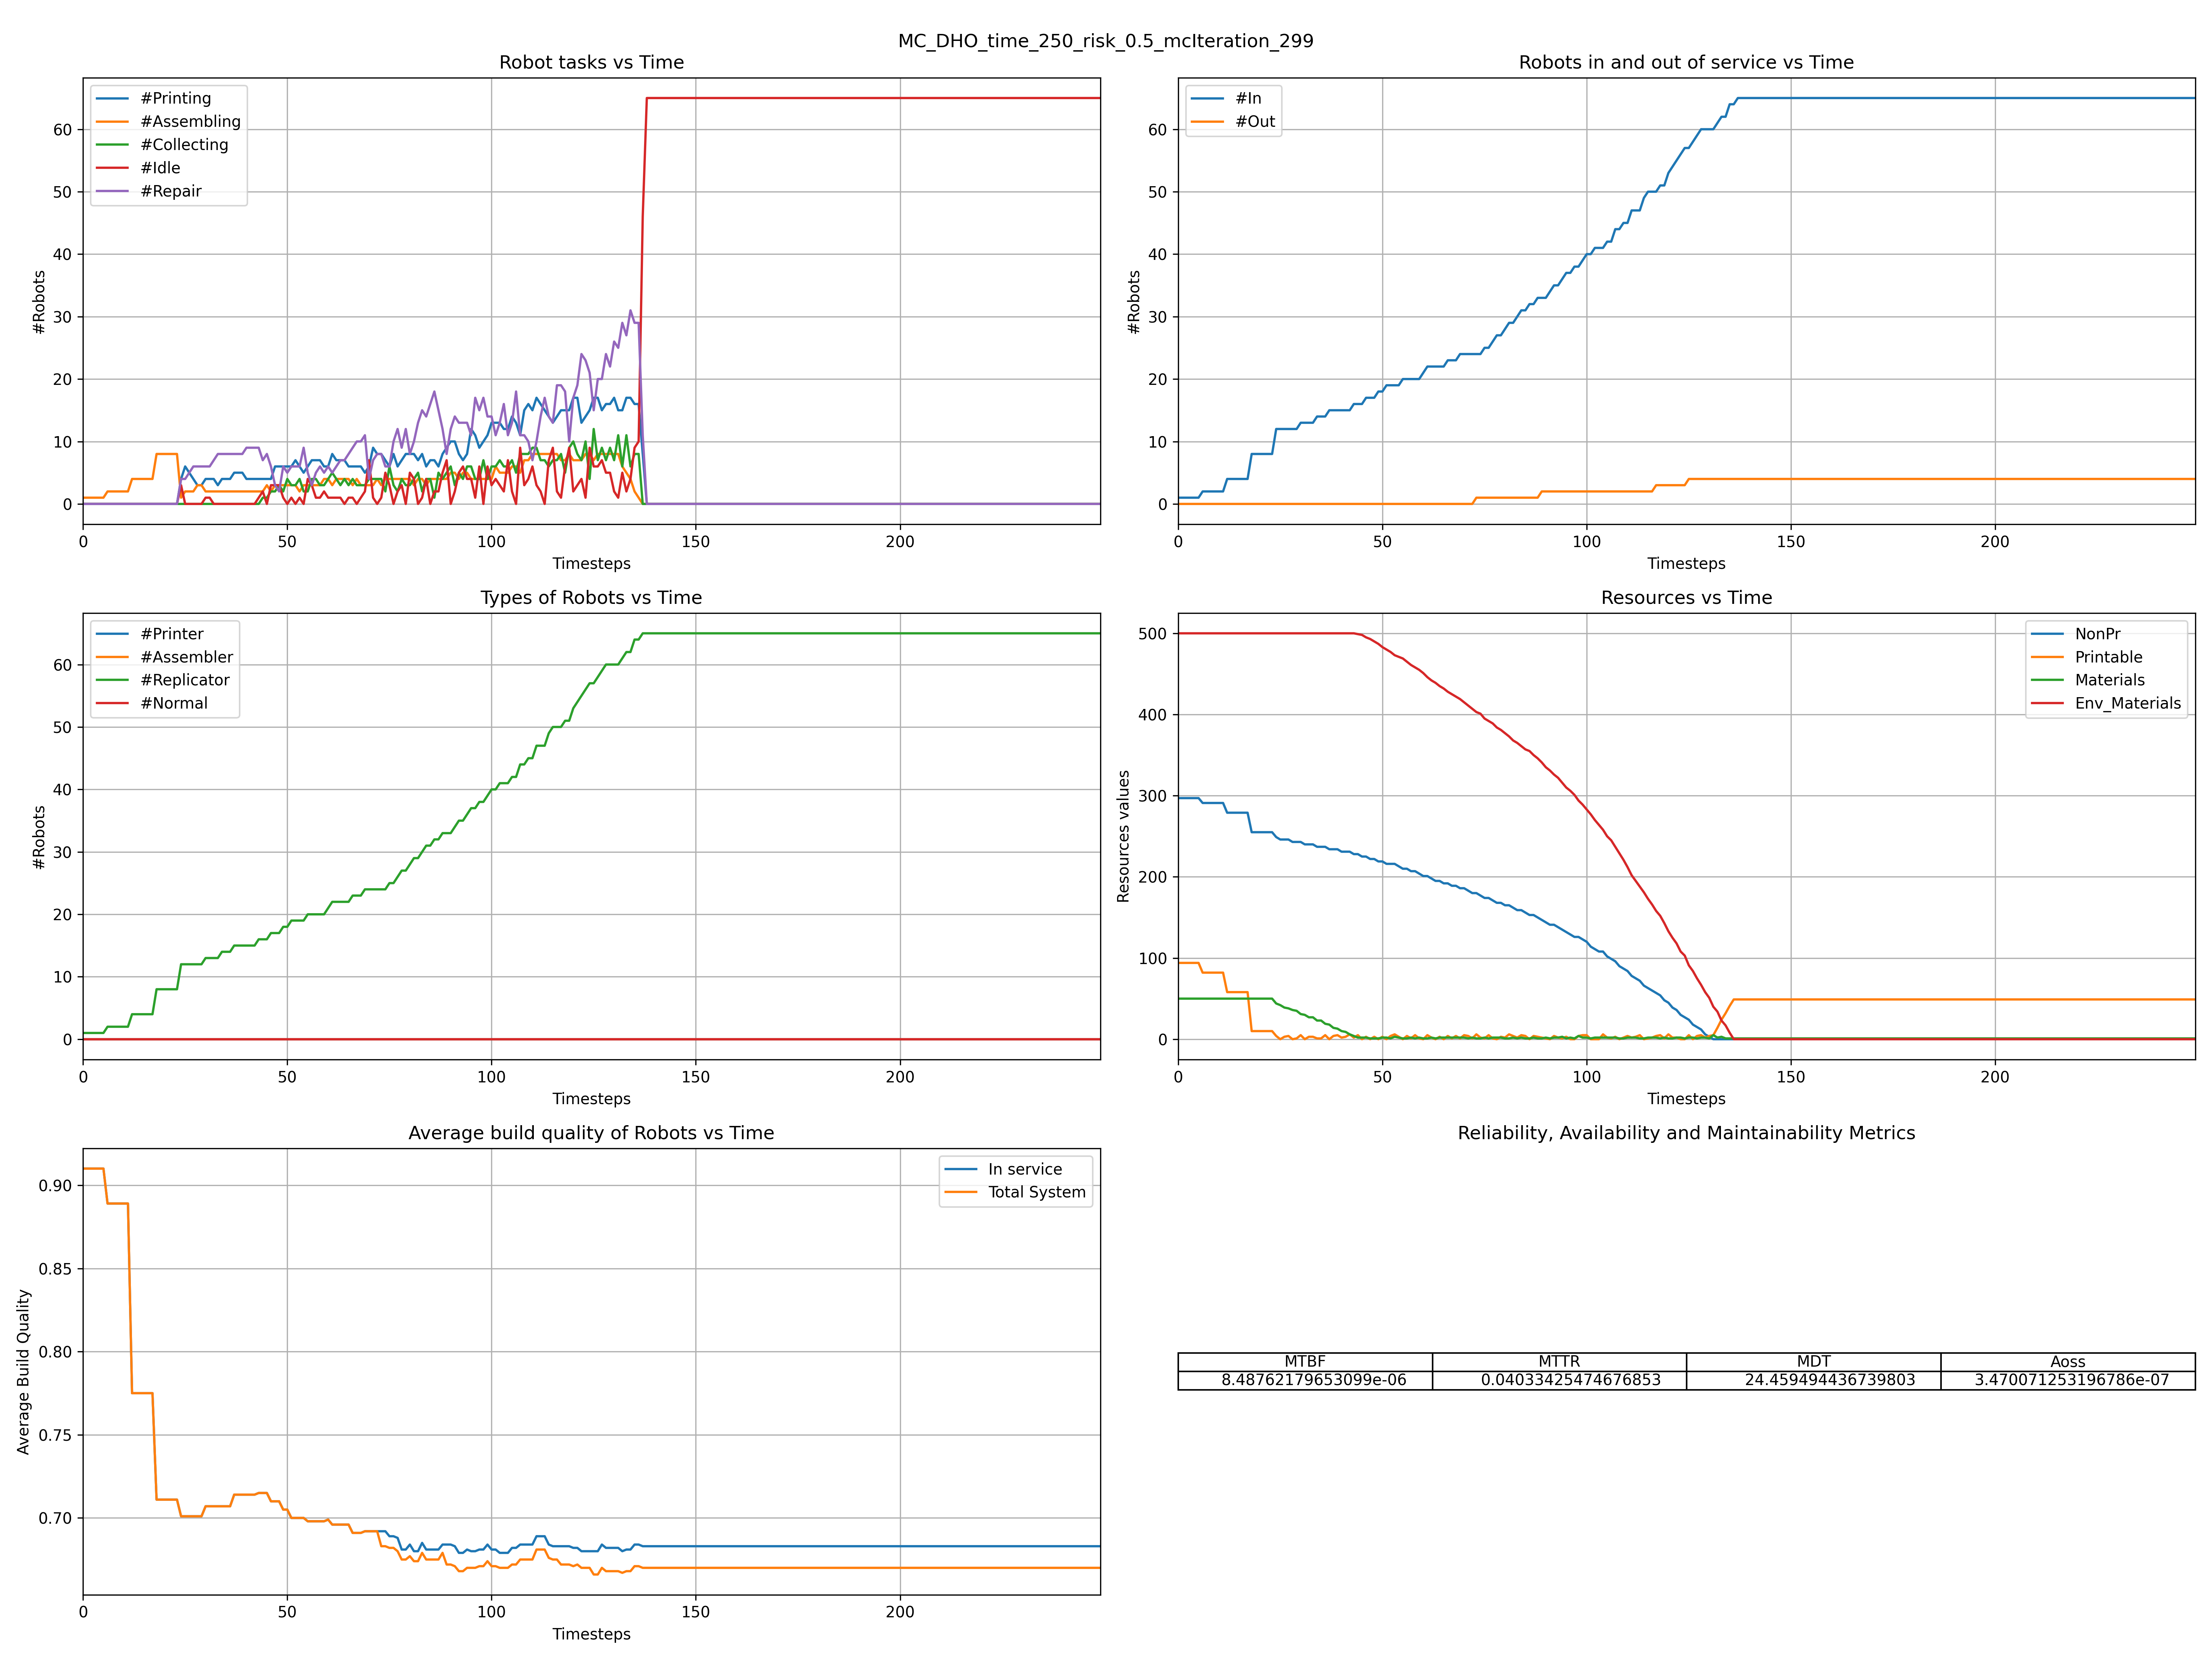 MC_DHO_time_250_risk_0.5_mcIteration_299
Robot tasks vs Time
#Printing
#Assembling
#Collecting
#Idle
#Repair
60
50
40
30
20
10
0
#Robots
0 50 100 150 200
Timesteps
Robots in and out of service vs Time
#In
#Out
60
50
40
30
20
10
0
#Robots
0 50 100 150 200
Timesteps
Types of Robots vs Time
#Printer
#Assembler
#Replicator
#Normal
60
50
40
30
20
10
0
#Robots
0 50 100 150 200
Timesteps
Resources vs Time
NonPr
Printable
Materials
Env_Materials
500
400
300
200
100
0
Resources values
0 50 100 150 200
Timesteps
Average build quality of Robots vs Time
In service
Total System
0.90
0.85
0.80
0.75
0.70
Average Build Quality
0 50 100 150 200
Timesteps
Reliability, Availability and Maintainability Metrics
MTBF MTTR MDT Aoss
8.48762179653099e-06 0.04033425474676853 24.459494436739803 3.470071253196786e-07